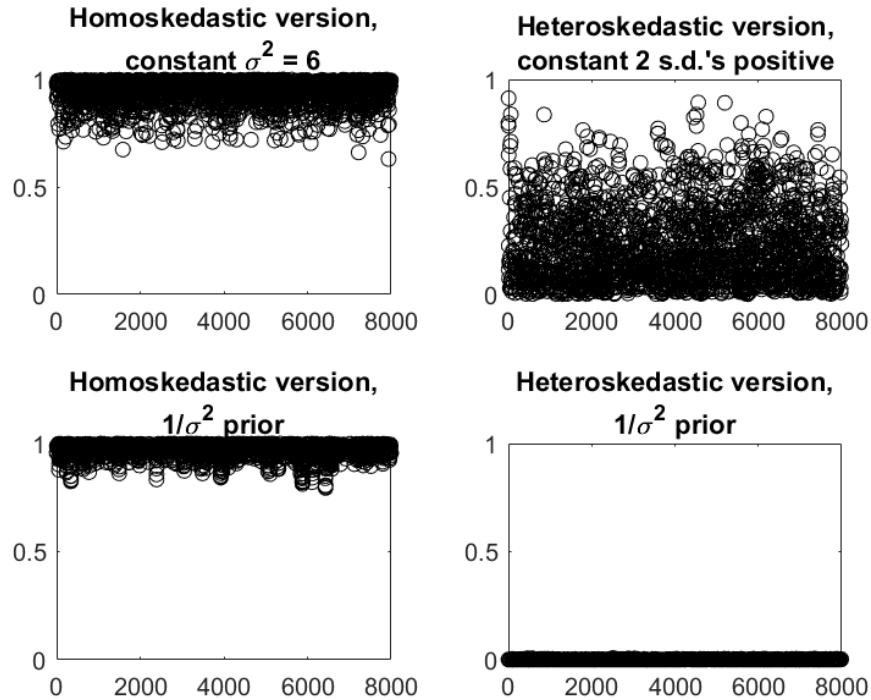 Homoskedastic version,
constant σ² = 6
1
0.5
0
0 2000 4000 6000 8000
Heteroskedastic version,
constant 2 s.d.'s positive
1
0.5
0
0 2000 4000 6000 8000
Homoskedastic version,
1/σ² prior
1
0.5
0
0 2000 4000 6000 8000
Heteroskedastic version,
1/σ² prior
1
0.5
0
0 2000 4000 6000 8000